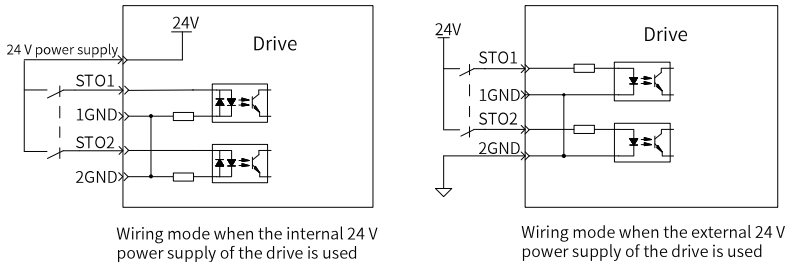 24V
Drive
24 V power supply
STO1
1GND
STO2
2GND
Wiring mode when the internal 24 V
power supply of the drive is used
24V
Drive
STO1
1GND
STO2
2GND
Wiring mode when the external 24 V
power supply of the drive is used